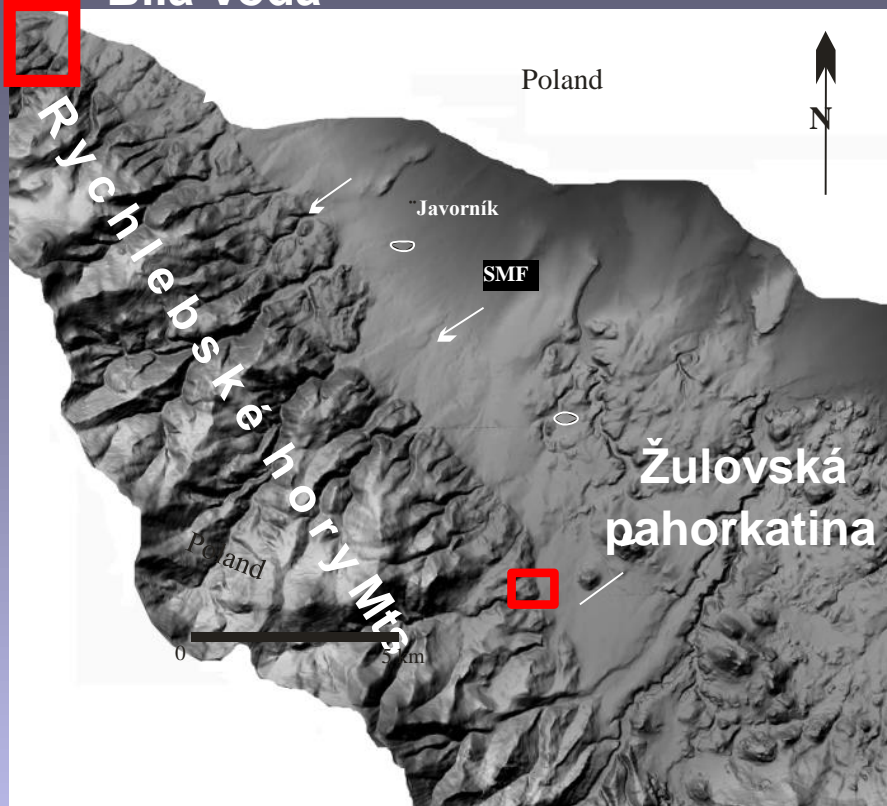 Bílá Voda
Poland
N
Rychlebské hory Mts
Javorník
SMF
Žulovská
pahorkatina
Poland
0
5 km